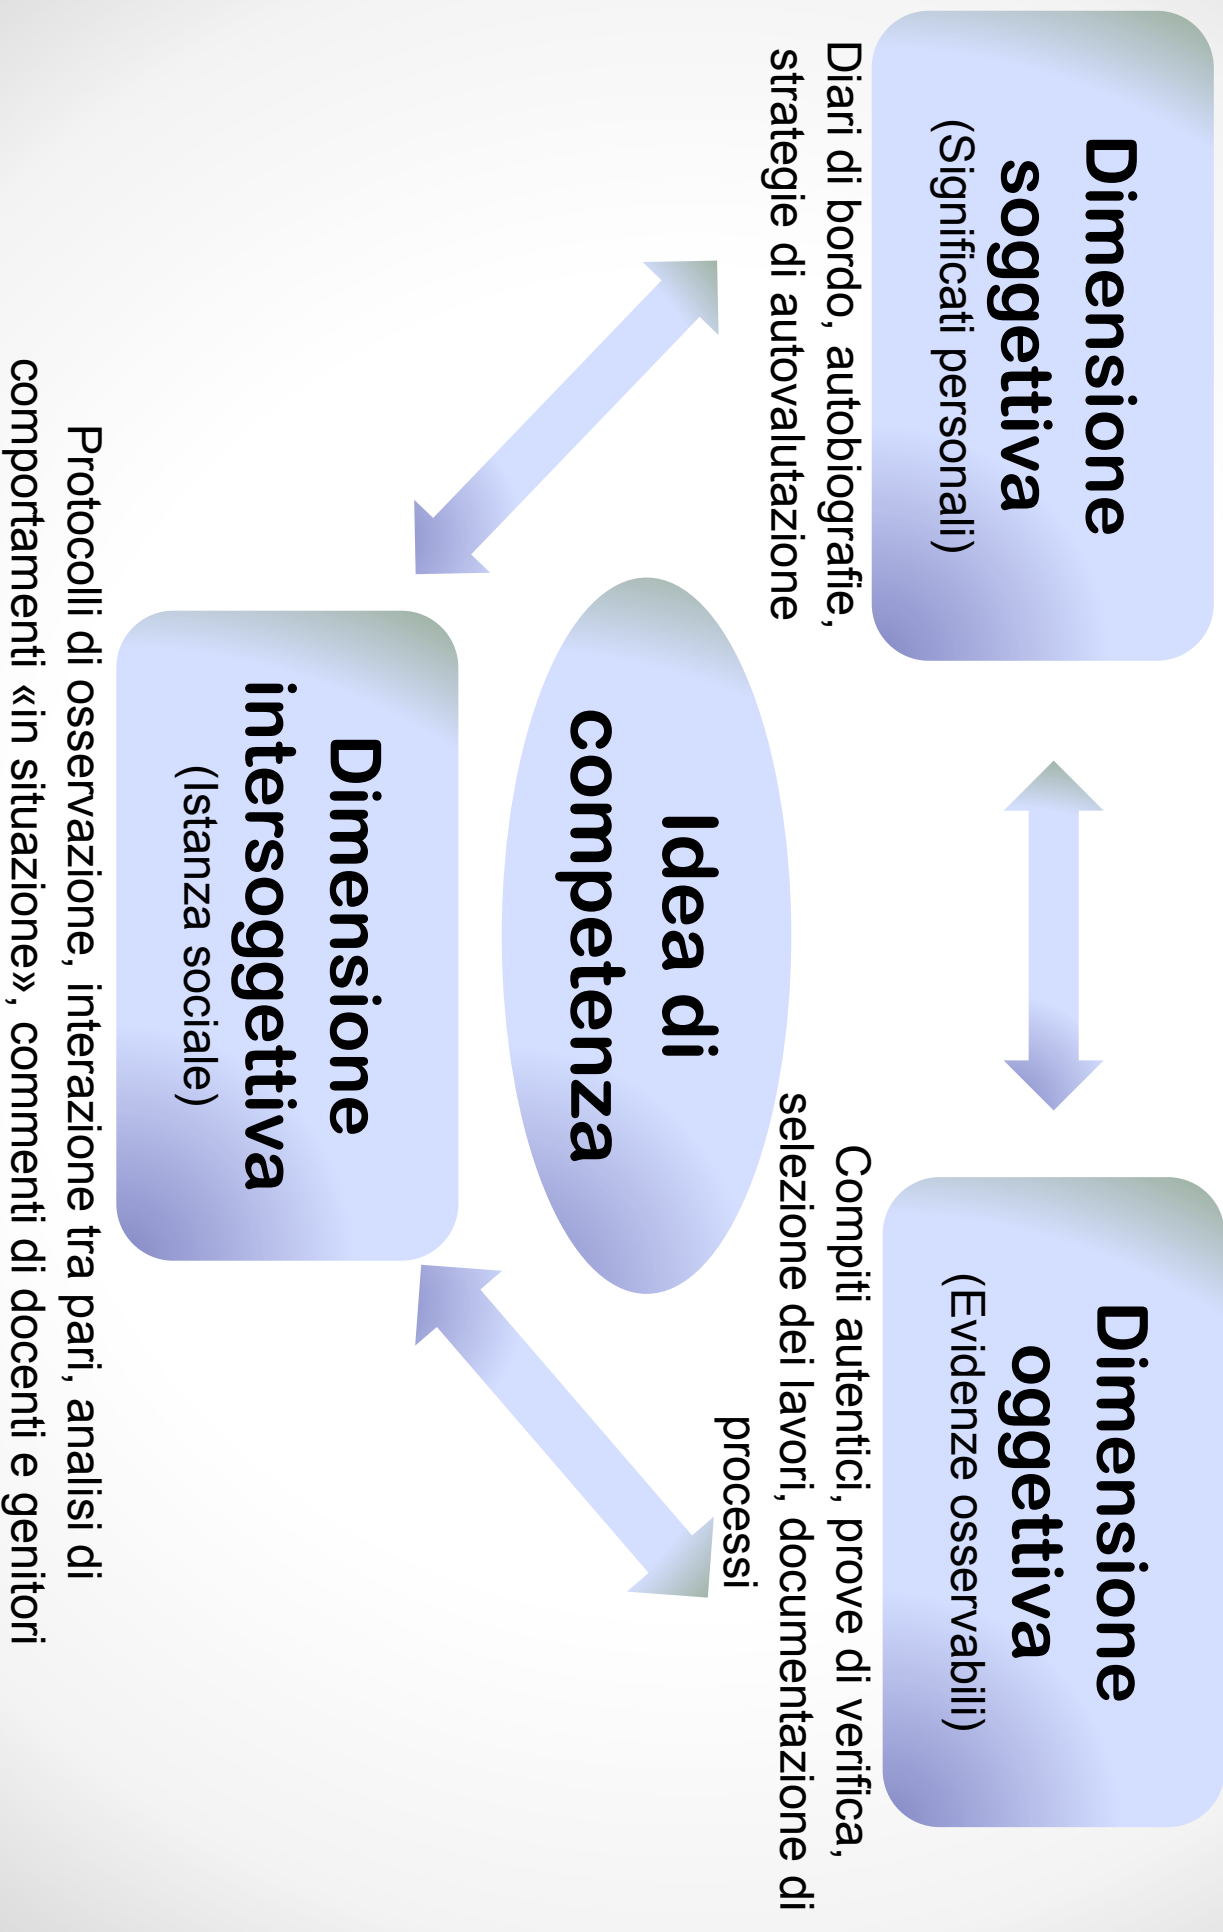 Dimensione
soggettiva
(Significati personali)
Diari di bordo, autobiografie,
strategie di autovalutazione
Dimensione
oggettiva
(Evidenze osservabili)
Compiti autentici, prove di verifica,
selezione dei lavori, documentazione di
processi
Idea di
competenza
Dimensione
intersoggettiva
(Istanza sociale)
Protocolli di osservazione, interazione tra pari, analisi di
comportamenti «in situazione», commenti di docenti e genitori